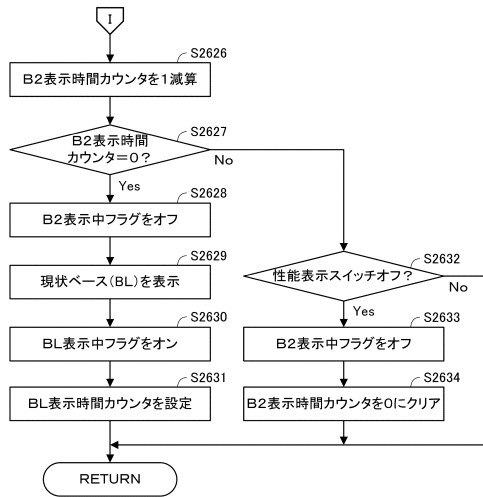 I
S2626
B2表示時間カウンタを1減算
S2627
B2表示時間
カウンタ=0?
No
Yes
S2628
B2表示中フラグをオフ
S2629
現状ベース(BL)を表示
S2630
BL表示中フラグをオン
S2631
BL表示時間カウンタを設定
S2632
性能表示スイッチオフ?
No
Yes
S2633
B2表示中フラグをオフ
S2634
B2表示時間カウンタを0にクリア
RETURN